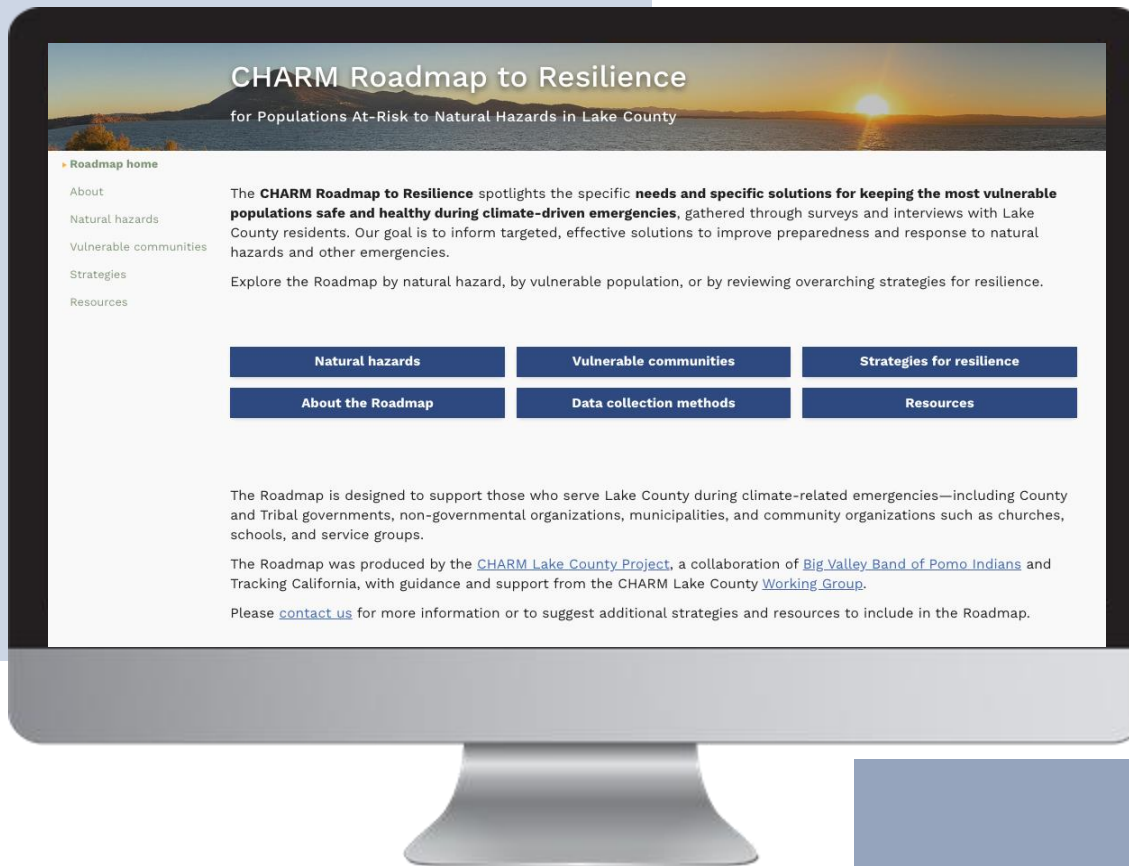 CHARM Roadmap to Resilience
for Populations At-Risk to Natural Hazards in Lake County
Roadmap home
About
Natural hazards
Vulnerable communities
Strategies
Resources
The CHARM Roadmap to Resilience spotlights the specific needs and specific solutions for keeping the most vulnerable
populations safe and healthy during climate-driven emergencies, gathered through surveys and interviews with Lake
County residents. Our goal is to inform targeted, effective solutions to improve preparedness and response to natural
hazards and other emergencies.
Explore the Roadmap by natural hazard, by vulnerable population, or by reviewing overarching strategies for resilience.
Natural hazards
Vulnerable communities
Strategies for resilience
About the Roadmap
Data collection methods
Resources
The Roadmap is designed to support those who serve Lake County during climate-related emergencies—including County
and Tribal governments, non-governmental organizations, municipalities, and community organizations such as churches,
schools, and service groups.
The Roadmap was produced by the CHARM Lake County Project, a collaboration of Big Valley Band of Pomo Indians and
Tracking California, with guidance and support from the CHARM Lake County Working Group.
Please contact us for more information or to suggest additional strategies and resources to include in the Roadmap.